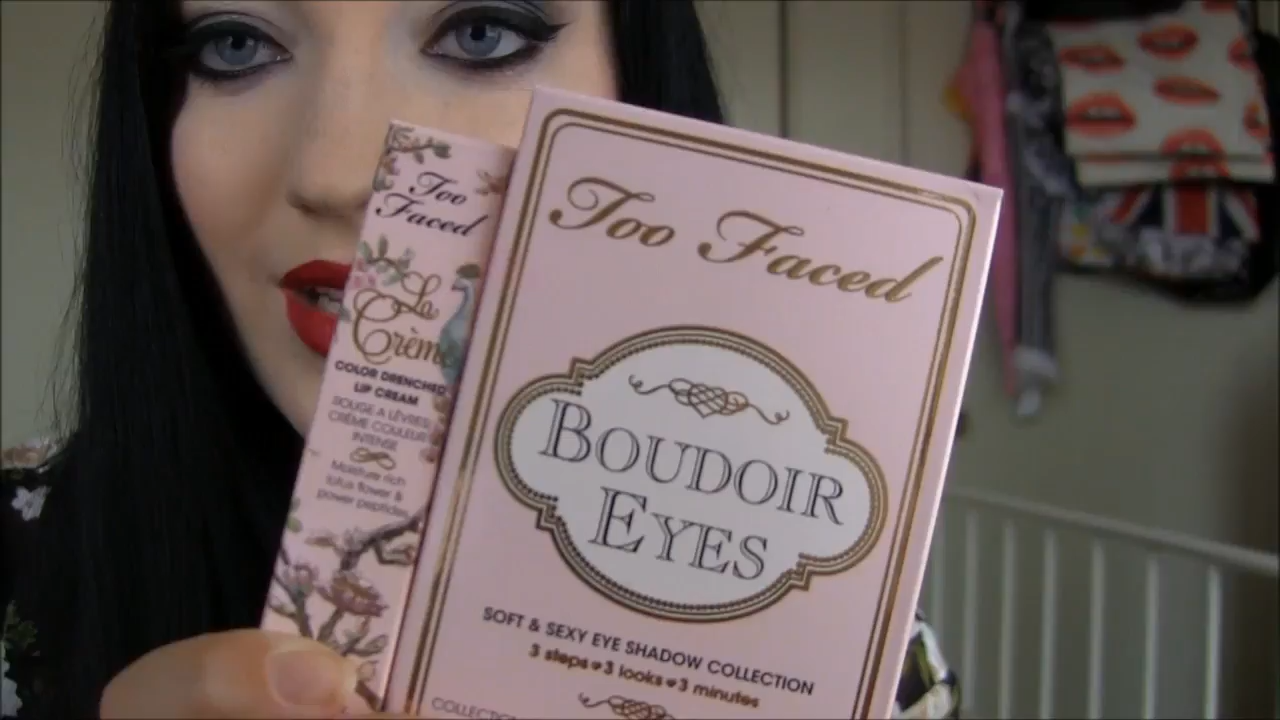 Too
Faced
La
Crème
COLOR DRENCHED
LIP CREAM
ROUGE A LÈVRES,
CRÈME COULEUR
INTENSE
Moisture rich
lotus flower &
power peptides
Too Faced
BOUDOIR
EYES
SOFT & SEXY EYE SHADOW COLLECTION
3 steps ♥ 3 looks ♥ 3 minutes